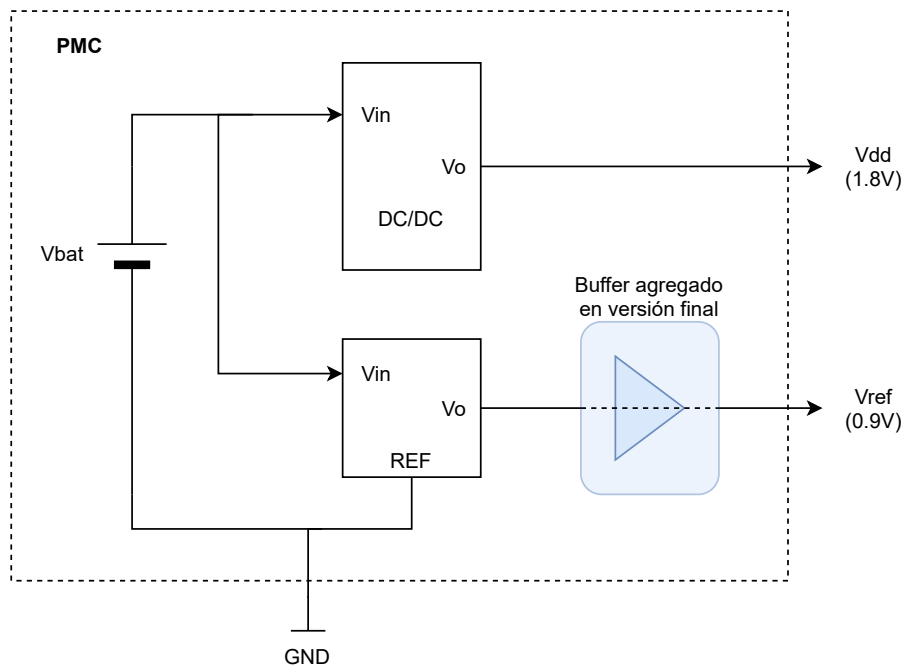 PMC
Vin
Vo
DC/DC
Vdd
(1.8V)
Vbat
Buffer agregado
en versión final
Vin
Vo
REF
Vref
(0.9V)
GND